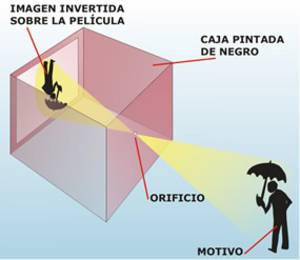 IMAGEN INVERTIDA
SOBRE LA PELÍCULA
CAJA PINTADA
DE NEGRO
ORIFICIO
MOTIVO